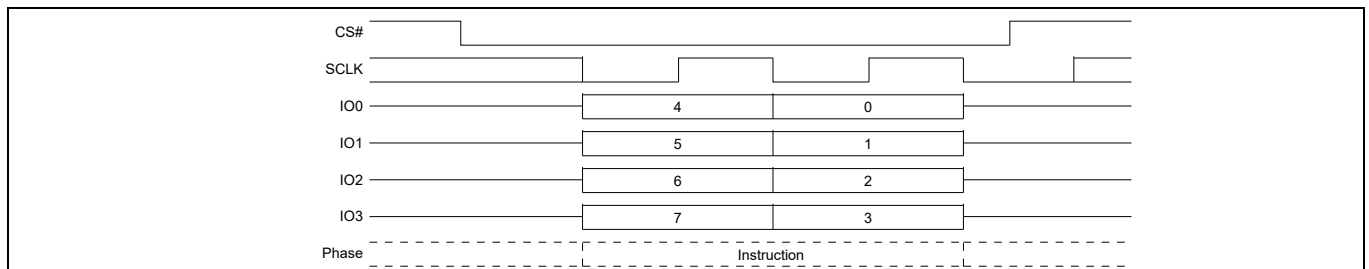 CS#
SCLK
IO0 4 0
IO1 5 1
IO2 6 2
IO3 7 3
Phase Instruction